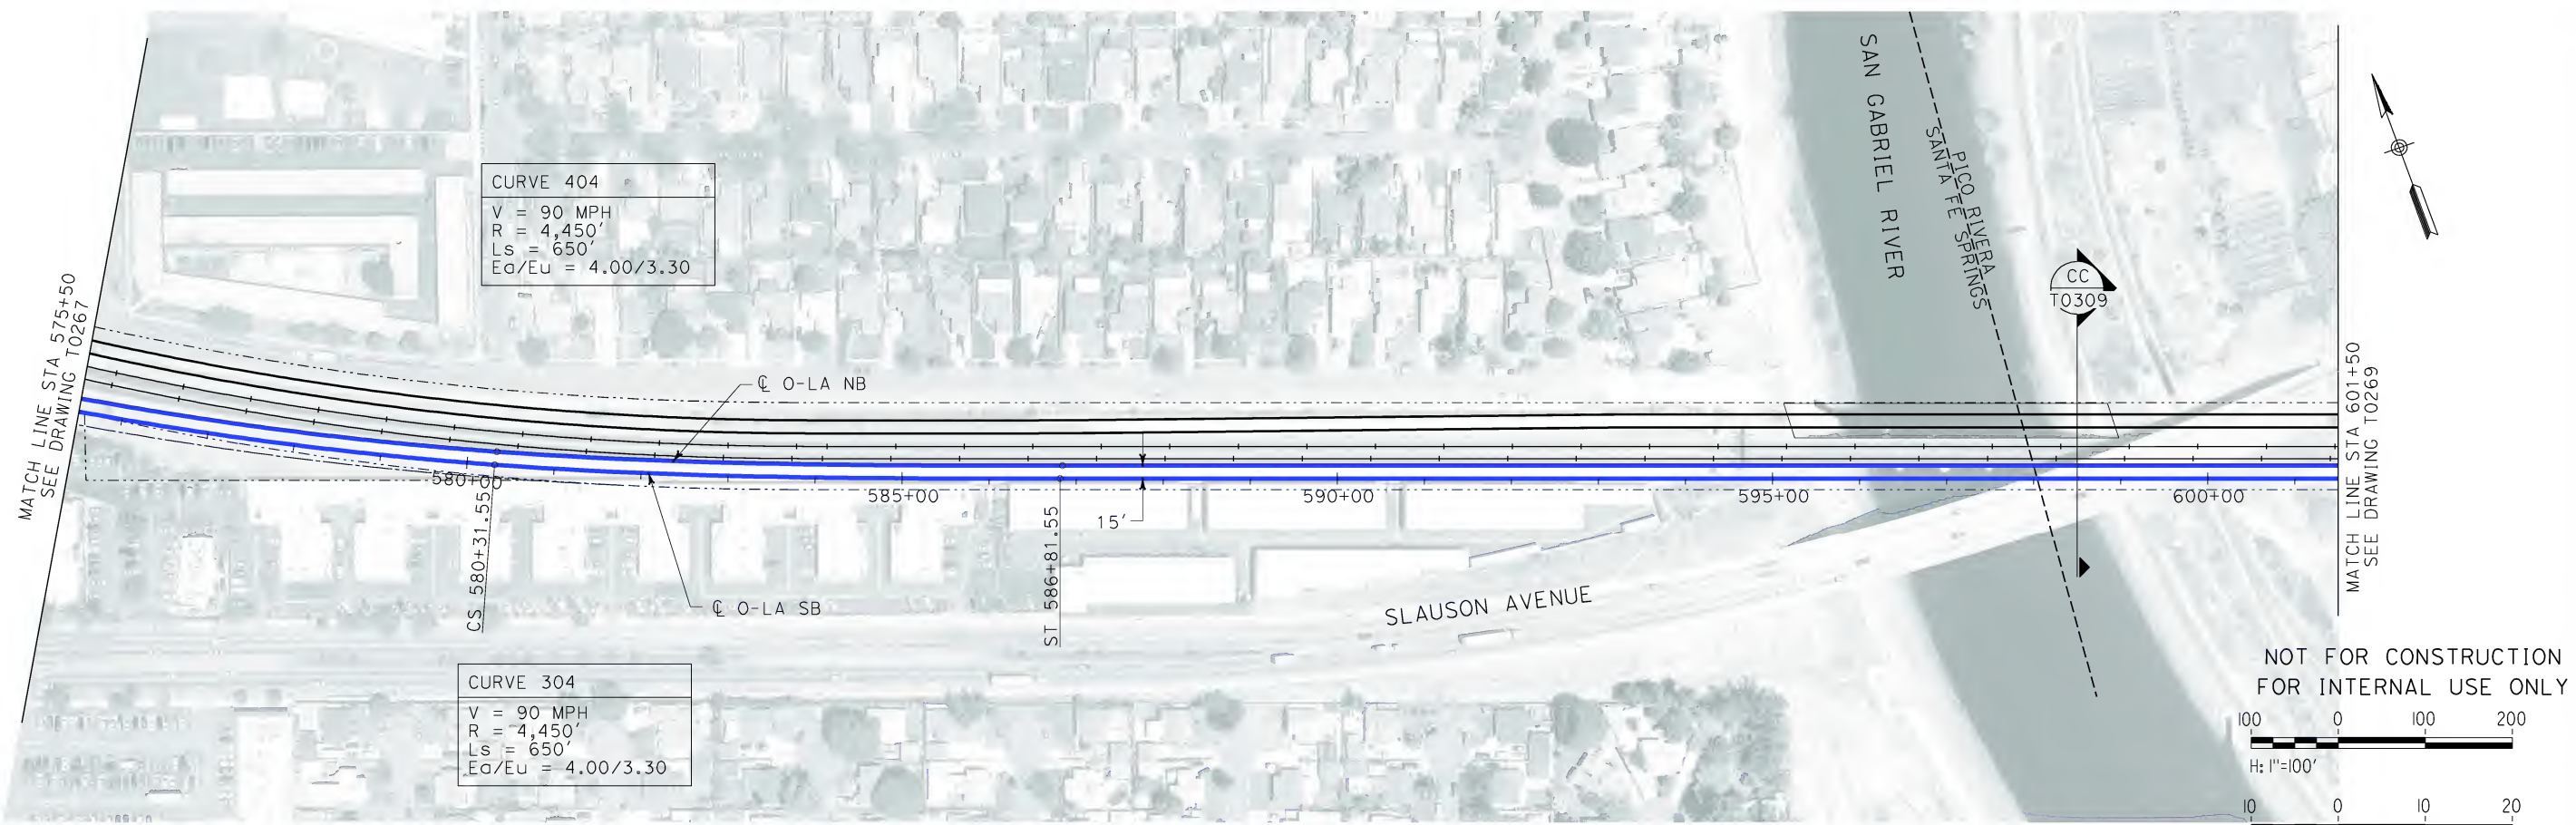 MATCH LINE STA 575+50
SEE DRAWING T0267
CURVE 404
V = 90 MPH
R = 4,450'
Ls = 650'
Ea/Eu = 4.00/3.30
℄ O-LA NB
SAN GABRIEL RIVER
PICO RIVERA
SANTA FE SPRINGS
CC
T0309
580+00
585+00
590+00
595+00
600+00
CS 580+31.55
ST 586+81.55
15'
℄ O-LA SB
SLAUSON AVENUE
MATCH LINE STA 601+50
SEE DRAWING T0269
CURVE 304
V = 90 MPH
R = 4,450'
Ls = 650'
Ea/Eu = 4.00/3.30
NOT FOR CONSTRUCTION
FOR INTERNAL USE ONLY
100 0 100 200
H: 1"=100'
10 0 10 20